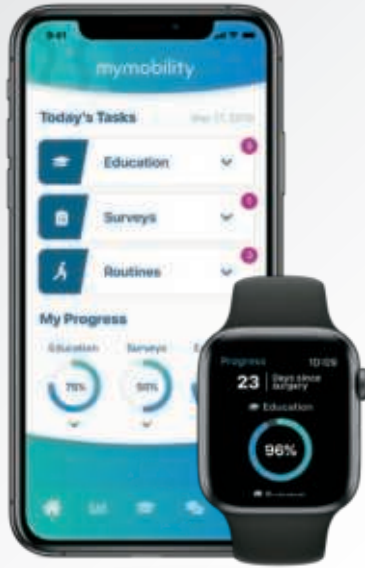 9:41
mymobility
Today's Tasks
Education
Surveys
Routines
My Progress
Education Surveys
75% 50%
Progress 10:09
23 Days since
surgery
Education
96%